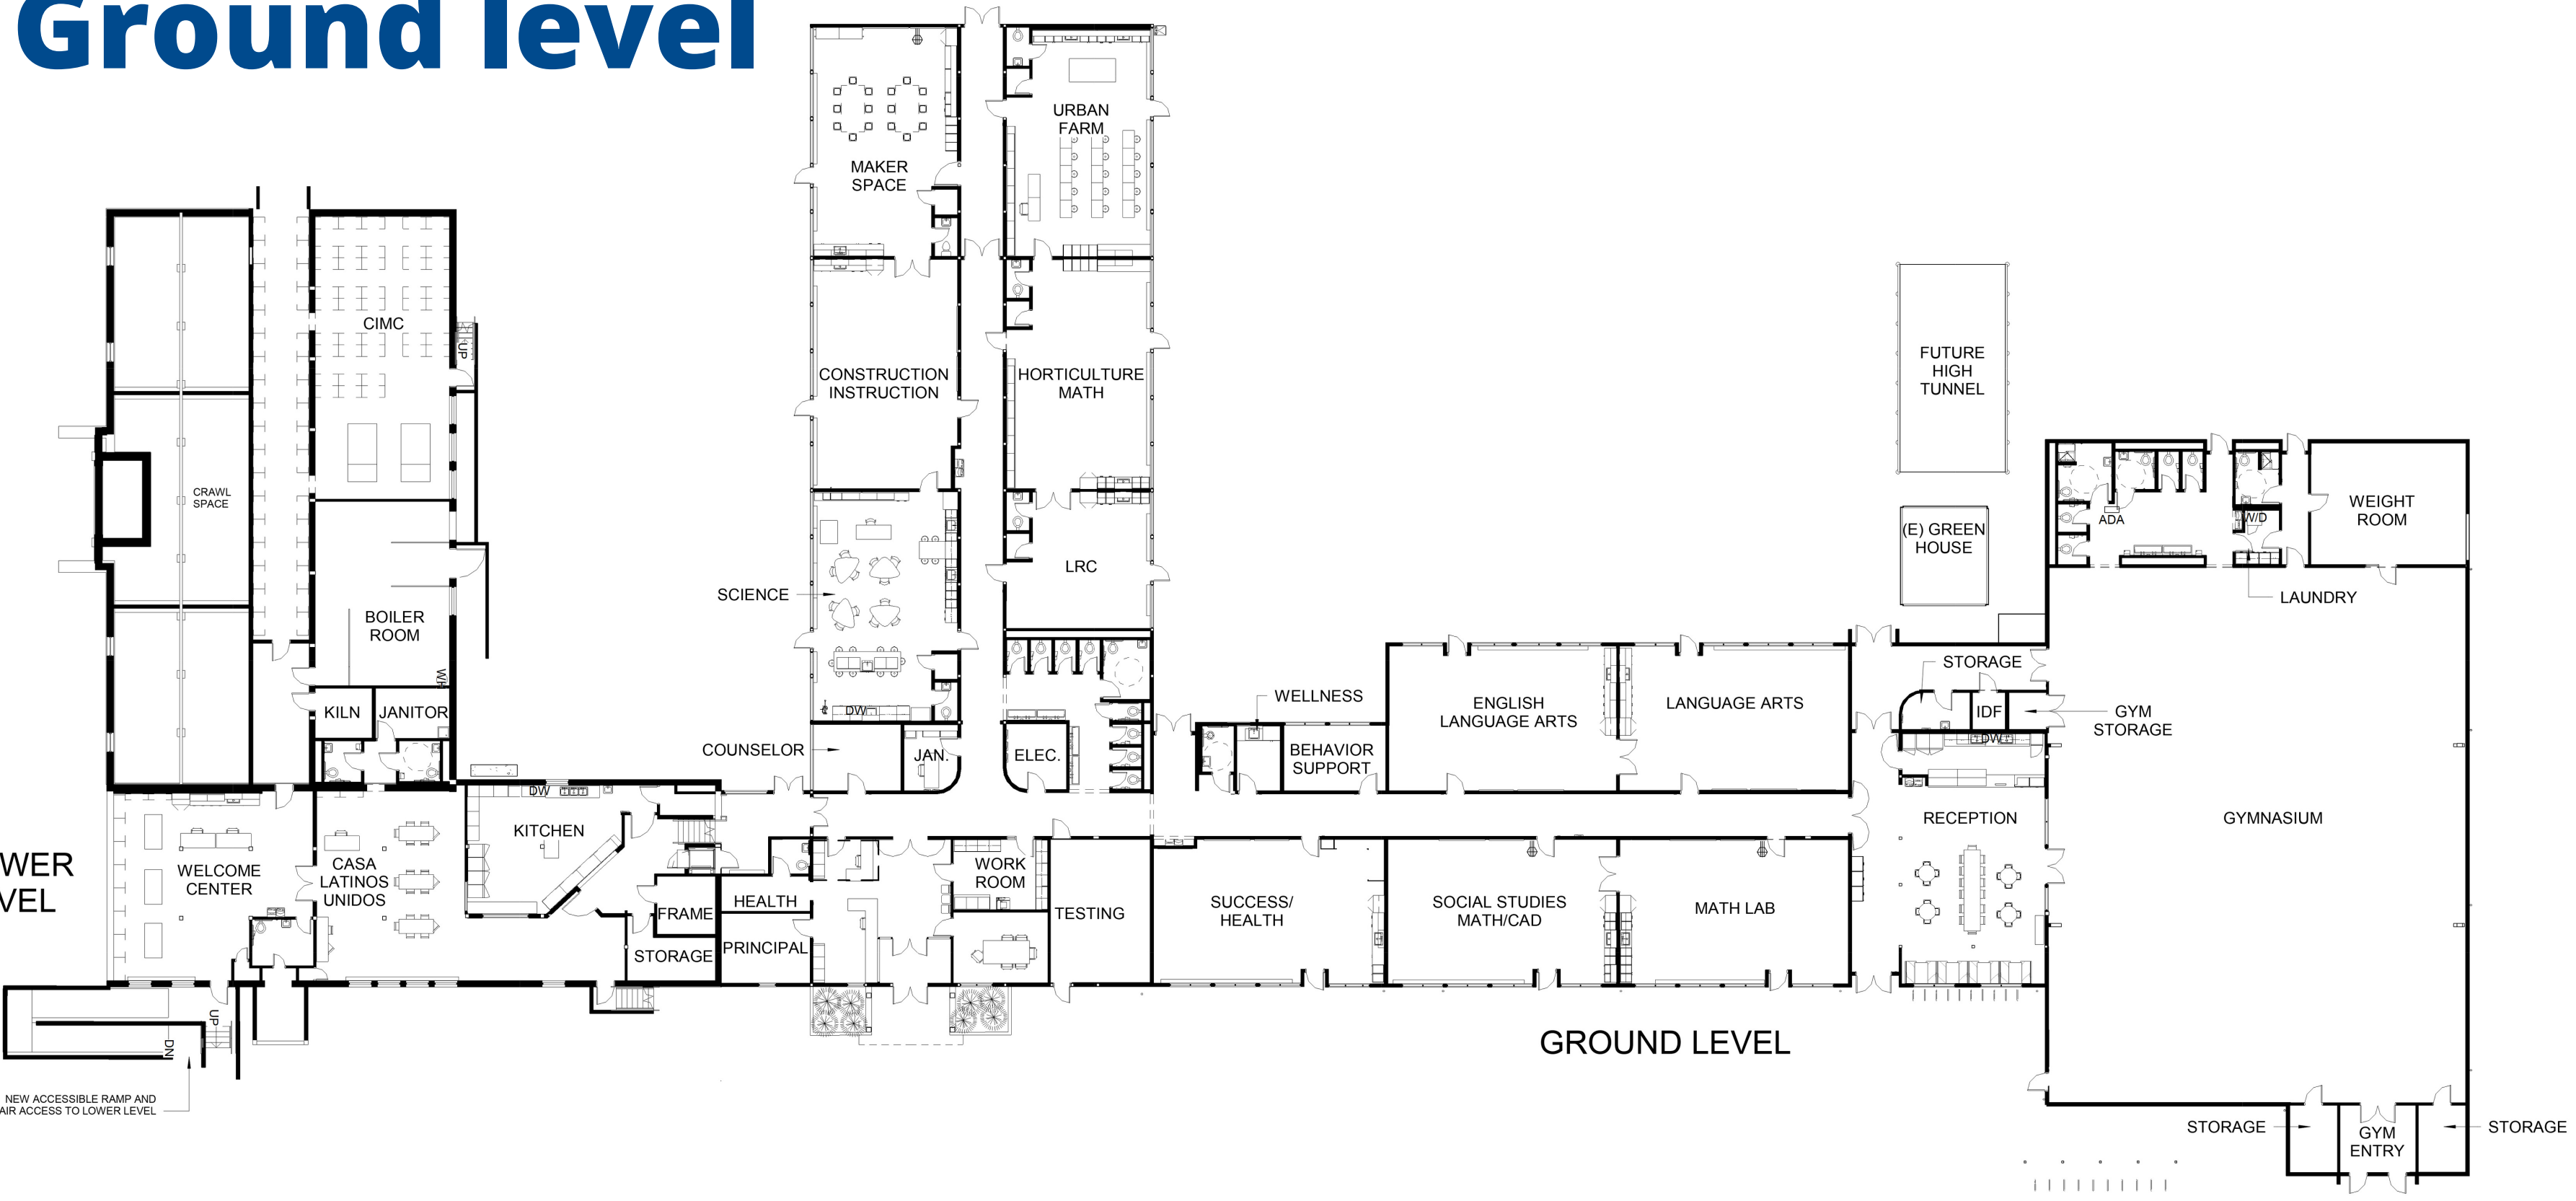 Ground level
MAKER
SPACE
URBAN
FARM
CIMC
UP
CONSTRUCTION
INSTRUCTION
HORTICULTURE
MATH
FUTURE
HIGH
TUNNEL
CRAWL
SPACE
SCIENCE
LRC
(E) GREEN
HOUSE
ADA
W/D
WEIGHT
ROOM
LAUNDRY
BOILER
ROOM
WH
KILN
JANITOR
DW
COUNSELOR
JAN.
ELEC.
WELLNESS
BEHAVIOR
SUPPORT
ENGLISH
LANGUAGE ARTS
LANGUAGE ARTS
STORAGE
IDF
GYM
STORAGE
DW
RECEPTION
GYMNASIUM
WER
VEL
WELCOME
CENTER
CASA
LATINOS
UNIDOS
DW
KITCHEN
FRAME
STORAGE
HEALTH
PRINCIPAL
WORK
ROOM
TESTING
SUCCESS/
HEALTH
SOCIAL STUDIES
MATH/CAD
MATH LAB
UP
DN
NEW ACCESSIBLE RAMP AND
AIR ACCESS TO LOWER LEVEL
GROUND LEVEL
STORAGE
GYM
ENTRY
STORAGE